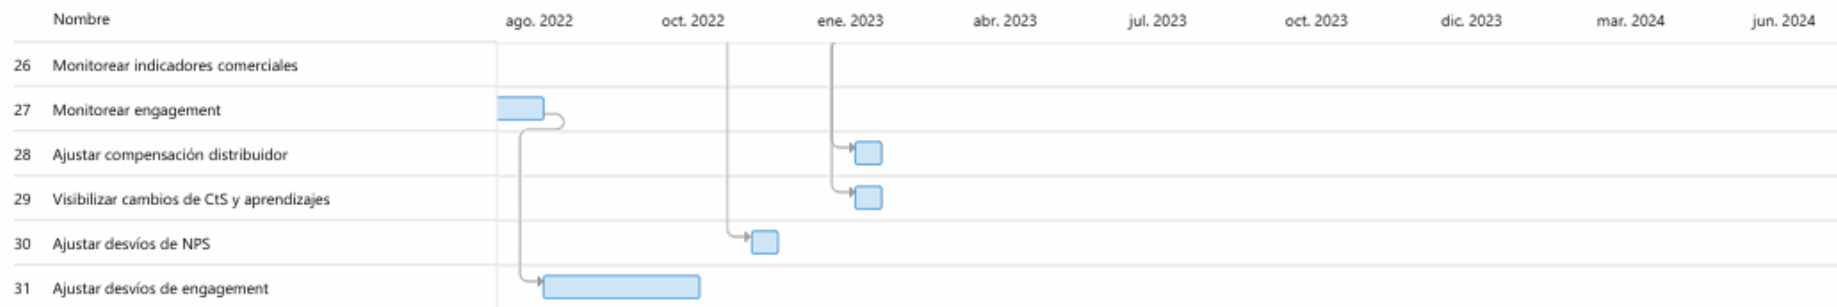 Nombre ago. 2022 oct. 2022 ene. 2023 abr. 2023 jul. 2023 oct. 2023 dic. 2023 mar. 2024 jun. 2024
26 Monitorear indicadores comerciales
27 Monitorear engagement
28 Ajustar compensación distribuidor
29 Visibilizar cambios de CtS y aprendizajes
30 Ajustar desvíos de NPS
31 Ajustar desvíos de engagement